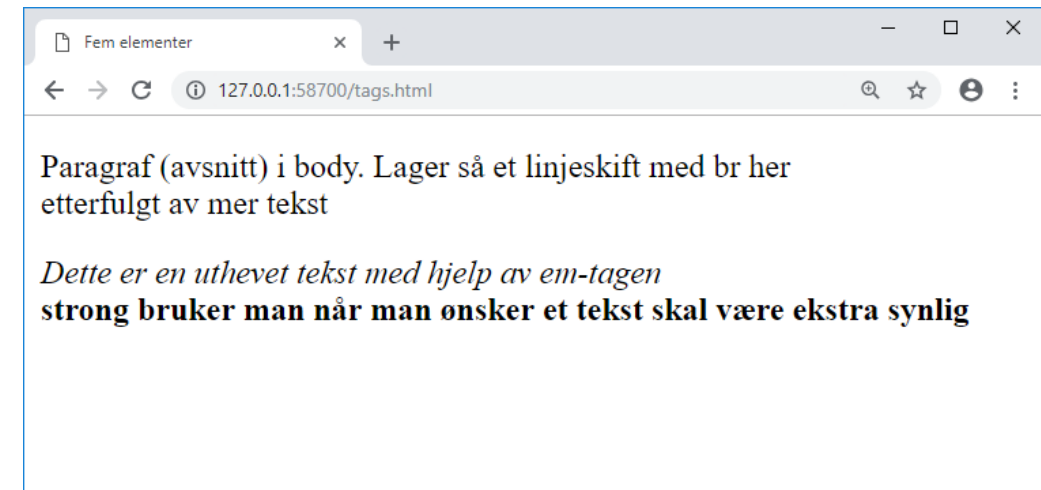 Fem elementer
127.0.0.1:58700/tags.html
Paragraf (avsnitt) i body. Lager så et linjeskift med br her
etterfulgt av mer tekst
Dette er en uthevet tekst med hjelp av em-tagen
strong bruker man når man ønsker et tekst skal være ekstra synlig